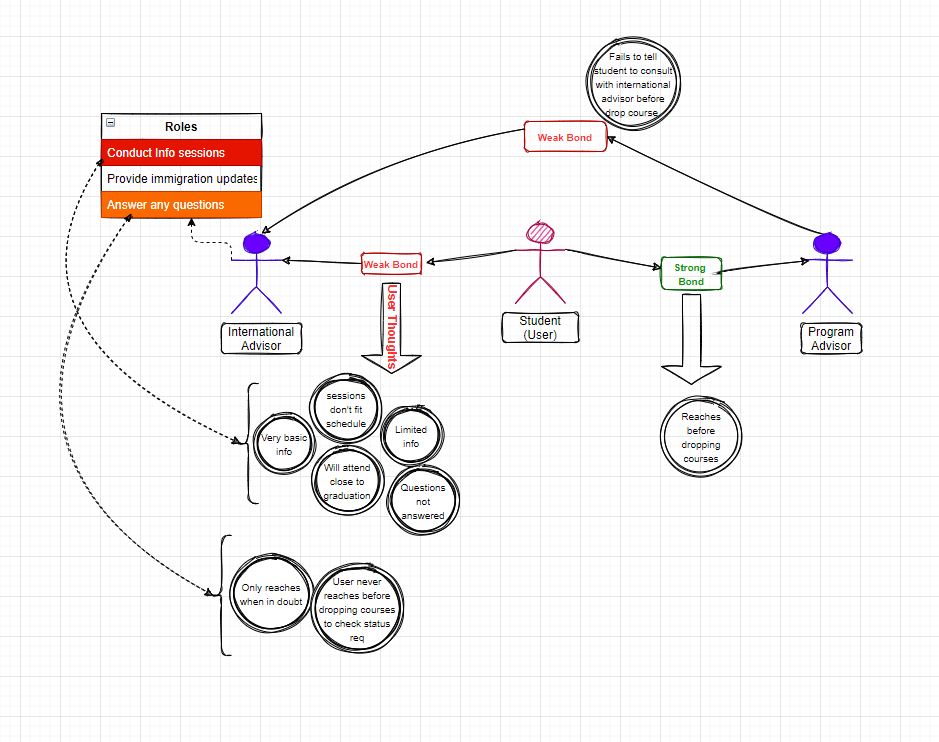 Fails to tell
student to consult
with international
advisor before
drop course
Weak Bond
Roles
Conduct Info sessions
Provide immigration updates
Answer any questions
Weak Bond
Strong
Bond
International
Advisor
Student
(User)
Program
Advisor
User Thoughts
sessions
don't fit
schedule
Very basic
info
Limited
info
Will attend
close to
graduation
Questions
not
answered
Reaches
before
dropping
courses
Only reaches
when in doubt
User never
reaches before
dropping courses
to check status
req